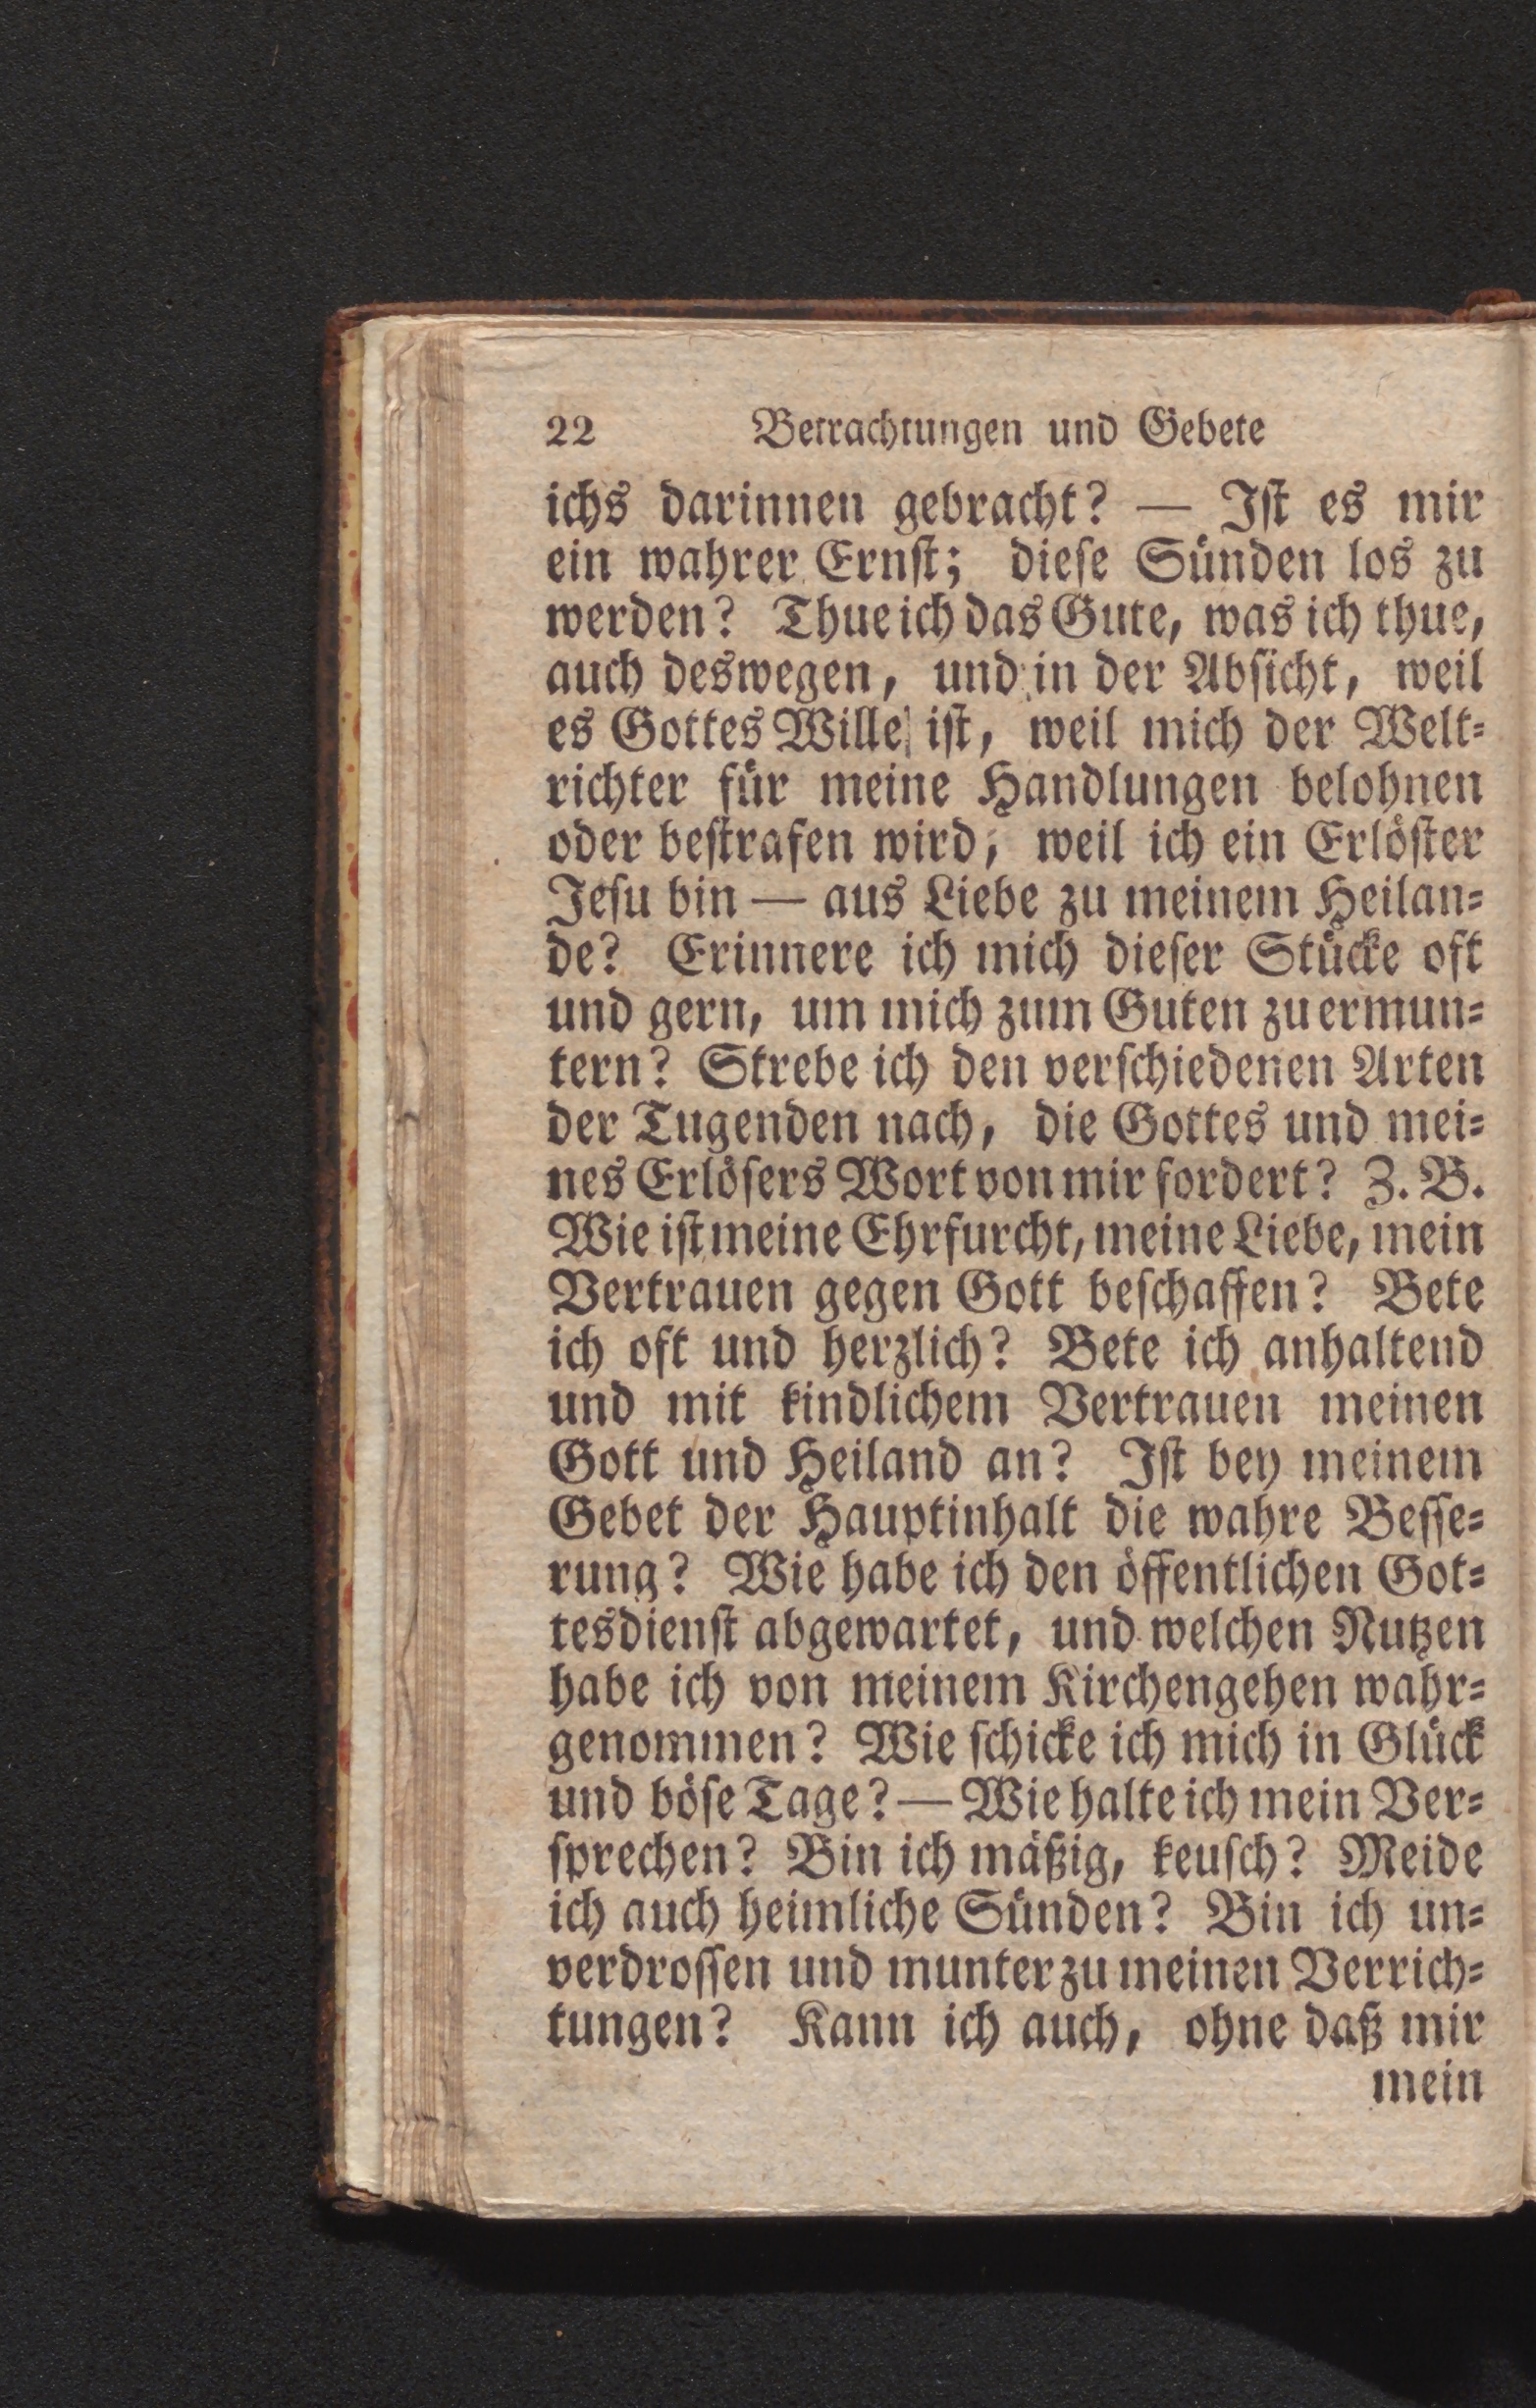 22 Betrachtungen und Gebete
ichs darinnen gebracht? — Iſt es mir
ein wahrer Ernſt; dieſe Sünden los zu
werden? Thue ich das Gute, was ich thue,
auch deswegen, und in der Abſicht, weil
es Gottes Wille iſt, weil mich der Welt⸗
richter für meine Handlungen belohnen
oder beſtrafen wird, weil ich ein Erlöſter
Jeſu bin — aus Liebe zu meinem Heilan⸗
de? Erinnere ich mich dieſer Stücke oft
und gern, um mich zum Guten zu ermun⸗
tern? Strebe ich den verſchiedenen Arten
der Tugenden nach, die Gottes und mei⸗
nes Erlöſers Wort von mir fordert? Z. B.
Wie iſt meine Ehrfurcht, meine Liebe, mein
Vertrauen gegen Gott beſchaffen? Bete
ich oft und herzlich? Bete ich anhaltend
und mit kindlichem Vertrauen meinen
Gott und Heiland an? Iſt bey meinem
Gebet der Hauptinhalt die wahre Beſſe⸗
rung? Wie habe ich den öffentlichen Got⸗
tesdienſt abgewartet, und welchen Nutzen
habe ich von meinem Kirchengehen wahr⸗
genommen? Wie ſchicke ich mich in Glück
und böſe Tage? — Wie halte ich mein Ver⸗
ſprechen? Bin ich mäßig, keuſch? Meide
ich auch heimliche Sünden? Bin ich un⸗
verdroſſen und munter zu meinen Verrich⸗
tungen? Kann ich auch, ohne daß mir
mein